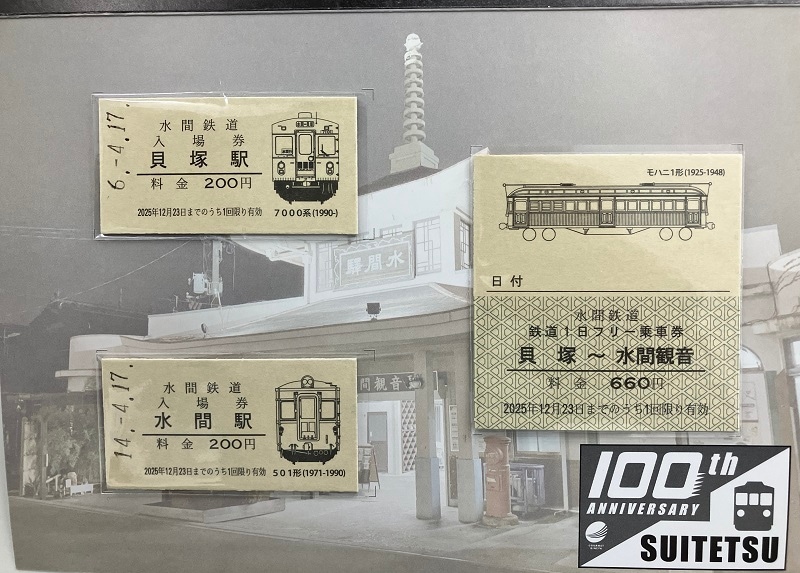 6.-4.17.
水間鉄道
入場券
貝塚駅
料金 200円
2025年12月23日までのうち1回限り有効
7000系(1990-)
モハニ1形(1925-1948)
日付
水間鉄道
鉄道1日フリー乗車券
貝塚〜水間観音
料金 660円
2025年12月23日までのうち1回限り有効
14.-4.17.
水間鉄道
入場券
水間駅
料金 200円
2025年12月23日までのうち1回限り有効
501形(1971-1990)
驛間水
間観音駅
100th
ANNIVERSARY
SUITETSU